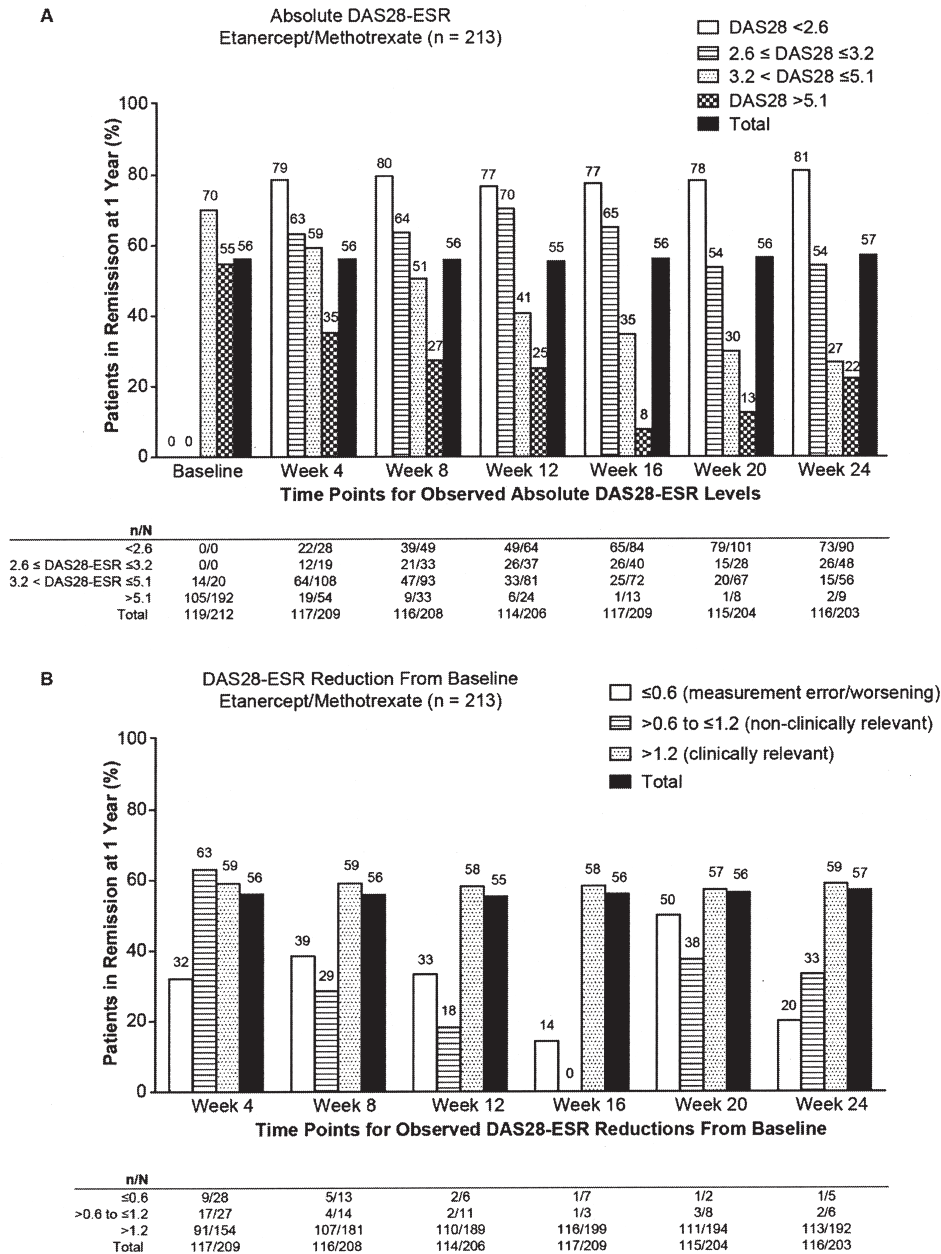 A
Absolute DAS28-ESR
Etanercept/Methotrexate (n = 213)
DAS28 <2.6
2.6 ≤ DAS28 ≤3.2
3.2 < DAS28 ≤5.1
DAS28 >5.1
Total
Patients in Remisison at 1 Year (%)
100
80
60
40
20
0
0 0 70 55 56
79 63 59 35 56
80 64 51 27 56
77 70 41 25 55
77 65 35 8 56
78 54 30 13 56
81 54 27 22 57
Baseline Week 4 Week 8 Week 12 Week 16 Week 20 Week 24
Time Points for Observed Absolute DAS28-ESR Levels
n/N
<2.6 0/0 22/28 39/49 49/64 65/84 79/101 73/90
2.6 ≤ DAS28-ESR ≤3.2 0/0 12/19 21/33 26/37 26/40 15/28 26/48
3.2 < DAS28-ESR ≤5.1 14/20 64/108 47/93 33/81 25/72 20/67 15/56
>5.1 105/192 19/54 9/33 6/24 1/13 1/8 2/9
Total 119/212 117/209 116/208 114/206 117/209 115/204 116/203
B
DAS28-ESR Reduction From Baseline
Etanercept/Methotrexate (n = 213)
≤0.6 (measurement error/worsening)
>0.6 to ≤1.2 (non-clinically relevant)
>1.2 (clinically relevant)
Total
Patients in Remission at 1 Year (%)
100
80
60
40
20
0
32 63 59 56
39 29 59 56
33 18 58 55
14 0 58 56
50 38 57 56
20 33 59 57
Week 4 Week 8 Week 12 Week 16 Week 20 Week 24
Time Points for Observed DAS28-ESR Reductions From Baseline
n/N
≤0.6 9/28 5/13 2/6 1/7 1/2 1/5
>0.6 to ≤1.2 17/27 4/14 2/11 1/3 3/8 2/6
>1.2 91/154 107/181 110/189 116/199 111/194 113/192
Total 117/209 116/208 114/206 117/209 115/204 116/203